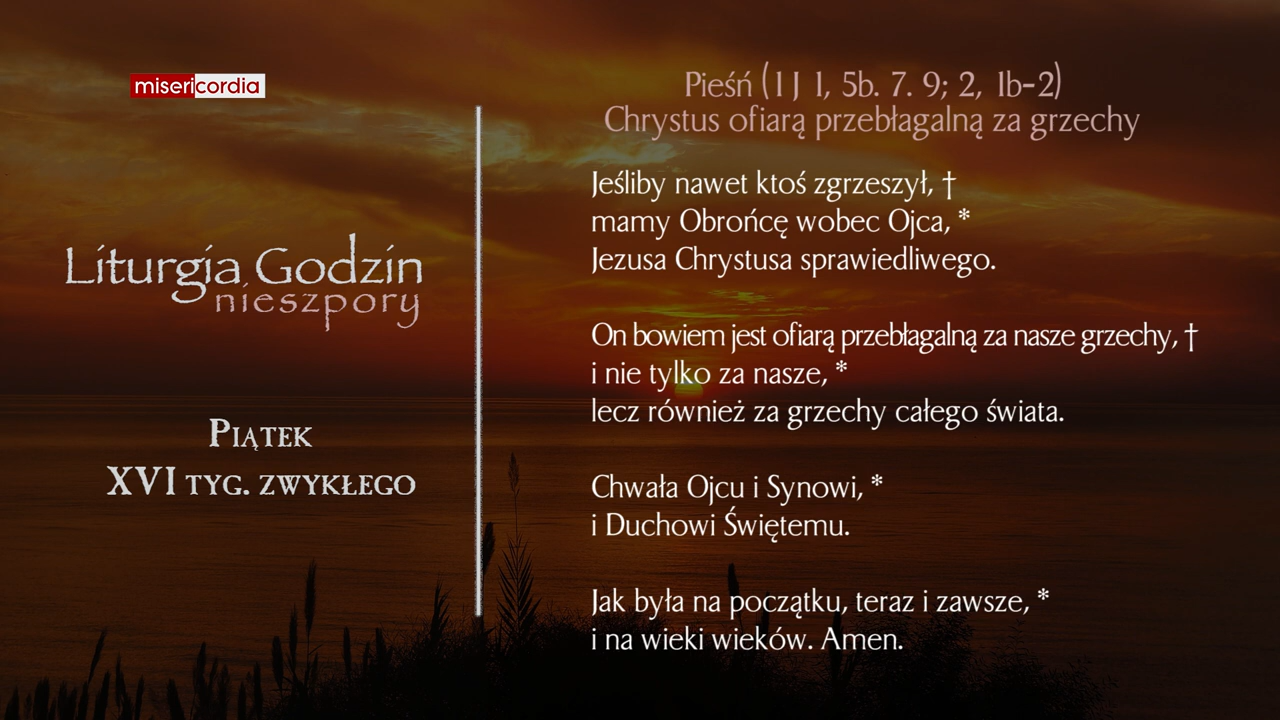 misericordia
Liturgia Godzin
nieszpory
Piątek
XVI tyg. zwykłego
Pieśń (1 J 1, 5b. 7. 9; 2, 1b-2)
Chrystus ofiarą przebłagalną za grzechy
Jeśliby nawet ktoś zgrzeszył, †
mamy Obrońcę wobec Ojca, *
Jezusa Chrystusa sprawiedliwego.
On bowiem jest ofiarą przebłagalną za nasze grzechy, †
i nie tylko za nasze, *
lecz również za grzechy całego świata.
Chwała Ojcu i Synowi, *
i Duchowi Świętemu.
Jak była na początku, teraz i zawsze, *
i na wieki wieków. Amen.